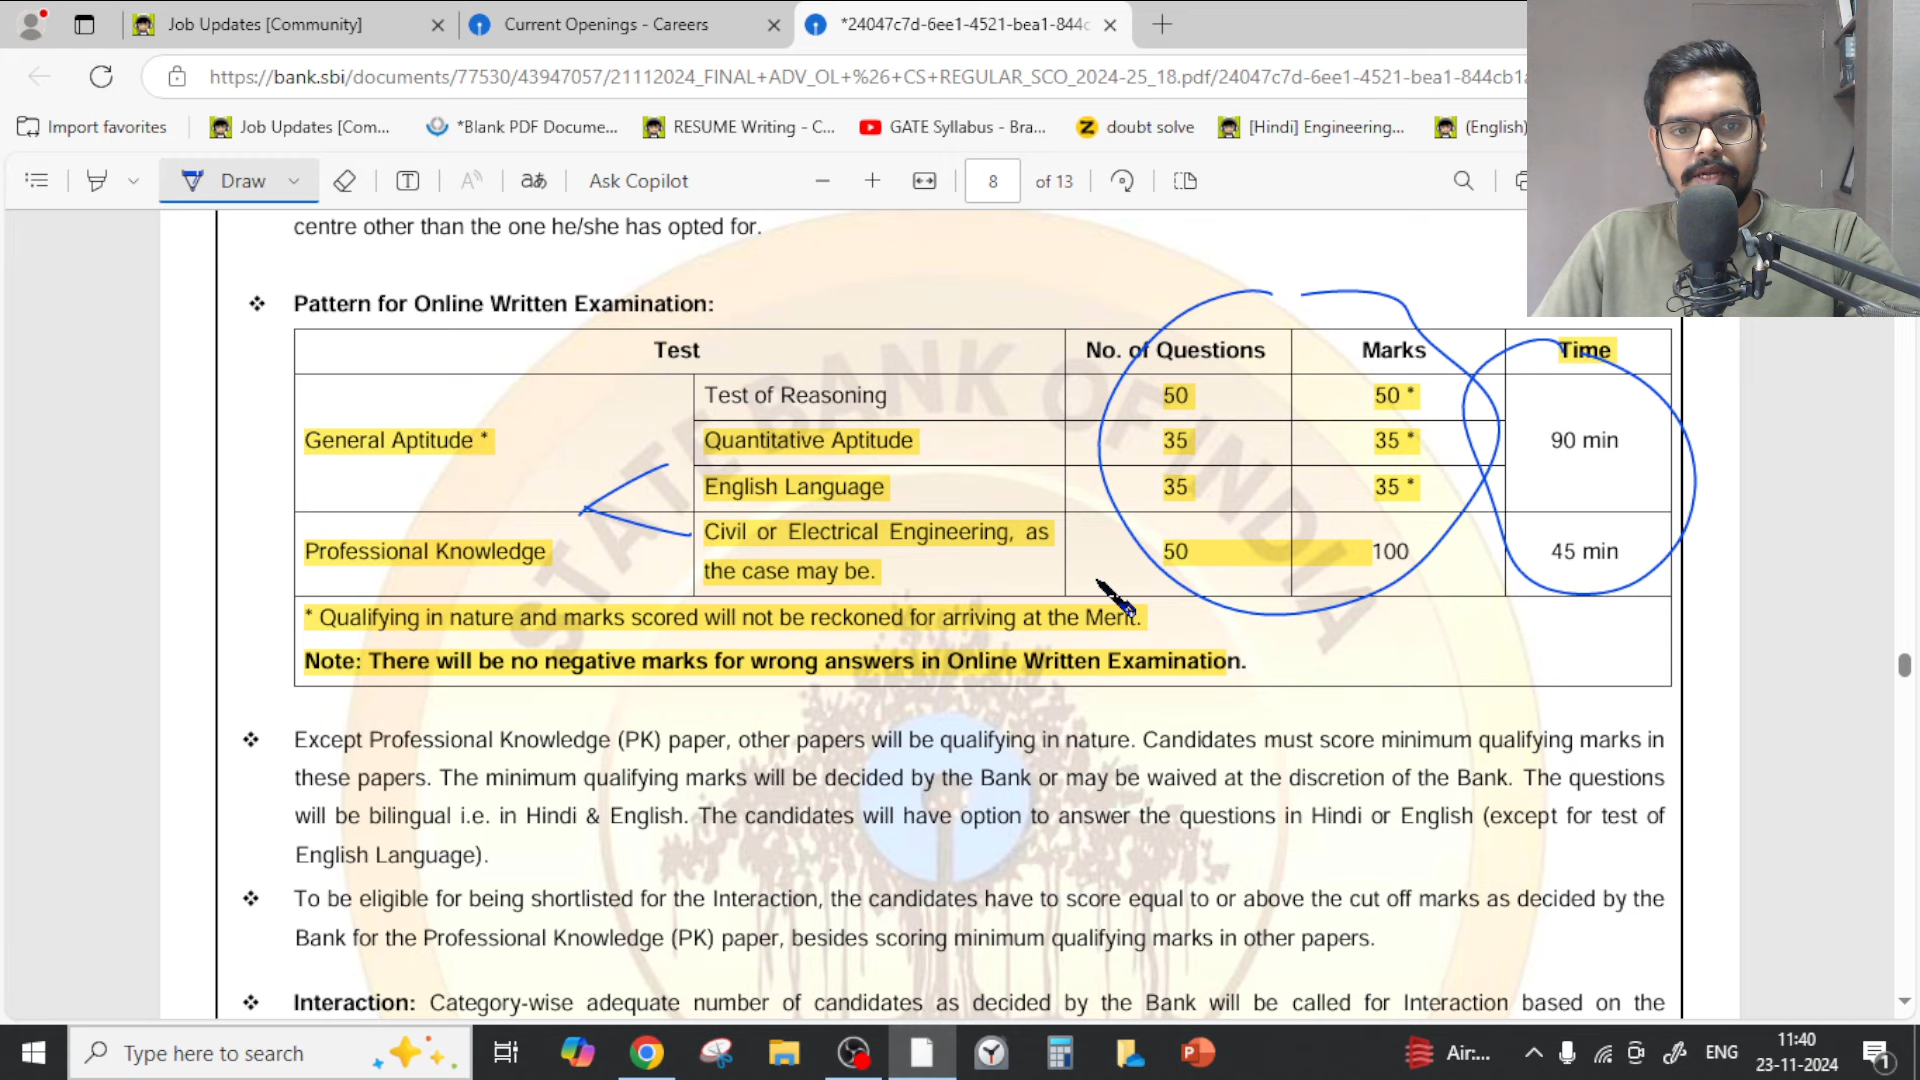 Job Updates [Community]
Current Openings - Careers
*24047c7d-6ee1-4521-bea1-844c
https://bank.sbi/documents/77530/43947057/21112024_FINAL+ADV_OL+%26+CS+REGULAR_SCO_2024-25_18.pdf/24047c7d-6ee1-4521-bea1-844cb1
Import favorites
Job Updates [Com...
*Blank PDF Docume...
RESUME Writing - C...
GATE Syllabus - Bra...
doubt solve
[Hindi] Engineering...
(English)
Draw
Ask Copilot
8 of 13
centre other than the one he/she has opted for.
❖ Pattern for Online Written Examination:
Test No. of Questions Marks Time
General Aptitude * Test of Reasoning 50 50 * 90 min
Quantitative Aptitude 35 35 *
English Language 35 35 *
Professional Knowledge Civil or Electrical Engineering, as the case may be. 50 100 45 min
* Qualifying in nature and marks scored will not be reckoned for arriving at the Merit.
Note: There will be no negative marks for wrong answers in Online Written Examination.
STATE BANK OF INDIA
❖ Except Professional Knowledge (PK) paper, other papers will be qualifying in nature. Candidates must score minimum qualifying marks in
these papers. The minimum qualifying marks will be decided by the Bank or may be waived at the discretion of the Bank. The questions
will be bilingual i.e. in Hindi & English. The candidates will have option to answer the questions in Hindi or English (except for test of
English Language).
❖ To be eligible for being shortlisted for the Interaction, the candidates have to score equal to or above the cut off marks as decided by the
Bank for the Professional Knowledge (PK) paper, besides scoring minimum qualifying marks in other papers.
❖ Interaction: Category-wise adequate number of candidates as decided by the Bank will be called for Interaction based on the
Type here to search
Air:...
ENG
11:40
23-11-2024
1